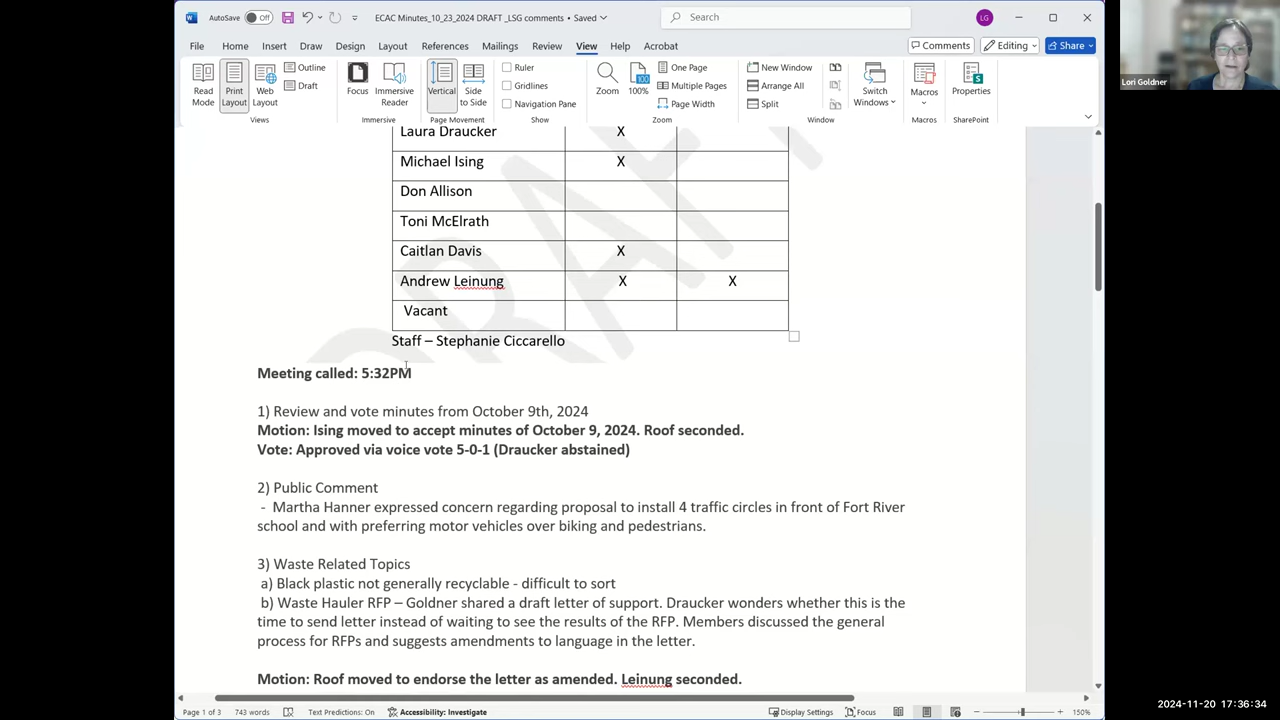 AutoSave Off ECAC Minutes_10_23_2024 DRAFT _LSG comments • Saved Search LG
File Home Insert Draw Design Layout References Mailings Review View Help Acrobat Comments Editing Share
Read Mode
Print Layout
Web Layout
Outline
Draft
Views
Focus
Immersive Reader
Immersive
Vertical
Side to Side
Page Movement
Ruler
Gridlines
Navigation Pane
Show
Zoom
100
100%
One Page
Multiple Pages
Page Width
Zoom
New Window
Arrange All
Split
Switch Windows
Window
Macros
Macros
Properties
SharePoint
Lori Goldner
DRAFT
Laura Draucker X
Michael Ising X
Don Allison
Toni McElrath
Caitlan Davis X
Andrew Leinung X X
Vacant
Staff – Stephanie Ciccarello
Meeting called: 5:32PM
1) Review and vote minutes from October 9th, 2024
Motion: Ising moved to accept minutes of October 9, 2024. Roof seconded.
Vote: Approved via voice vote 5-0-1 (Draucker abstained)
2) Public Comment
- Martha Hanner expressed concern regarding proposal to install 4 traffic circles in front of Fort River
school and with preferring motor vehicles over biking and pedestrians.
3) Waste Related Topics
a) Black plastic not generally recyclable - difficult to sort
b) Waste Hauler RFP – Goldner shared a draft letter of support. Draucker wonders whether this is the
time to send letter instead of waiting to see the results of the RFP. Members discussed the general
process for RFPs and suggests amendments to language in the letter.
Motion: Roof moved to endorse the letter as amended. Leinung seconded.
Page 1 of 3 743 words Text Predictions: On Accessibility: Investigate Display Settings Focus 150%
2024-11-20 17:36:34